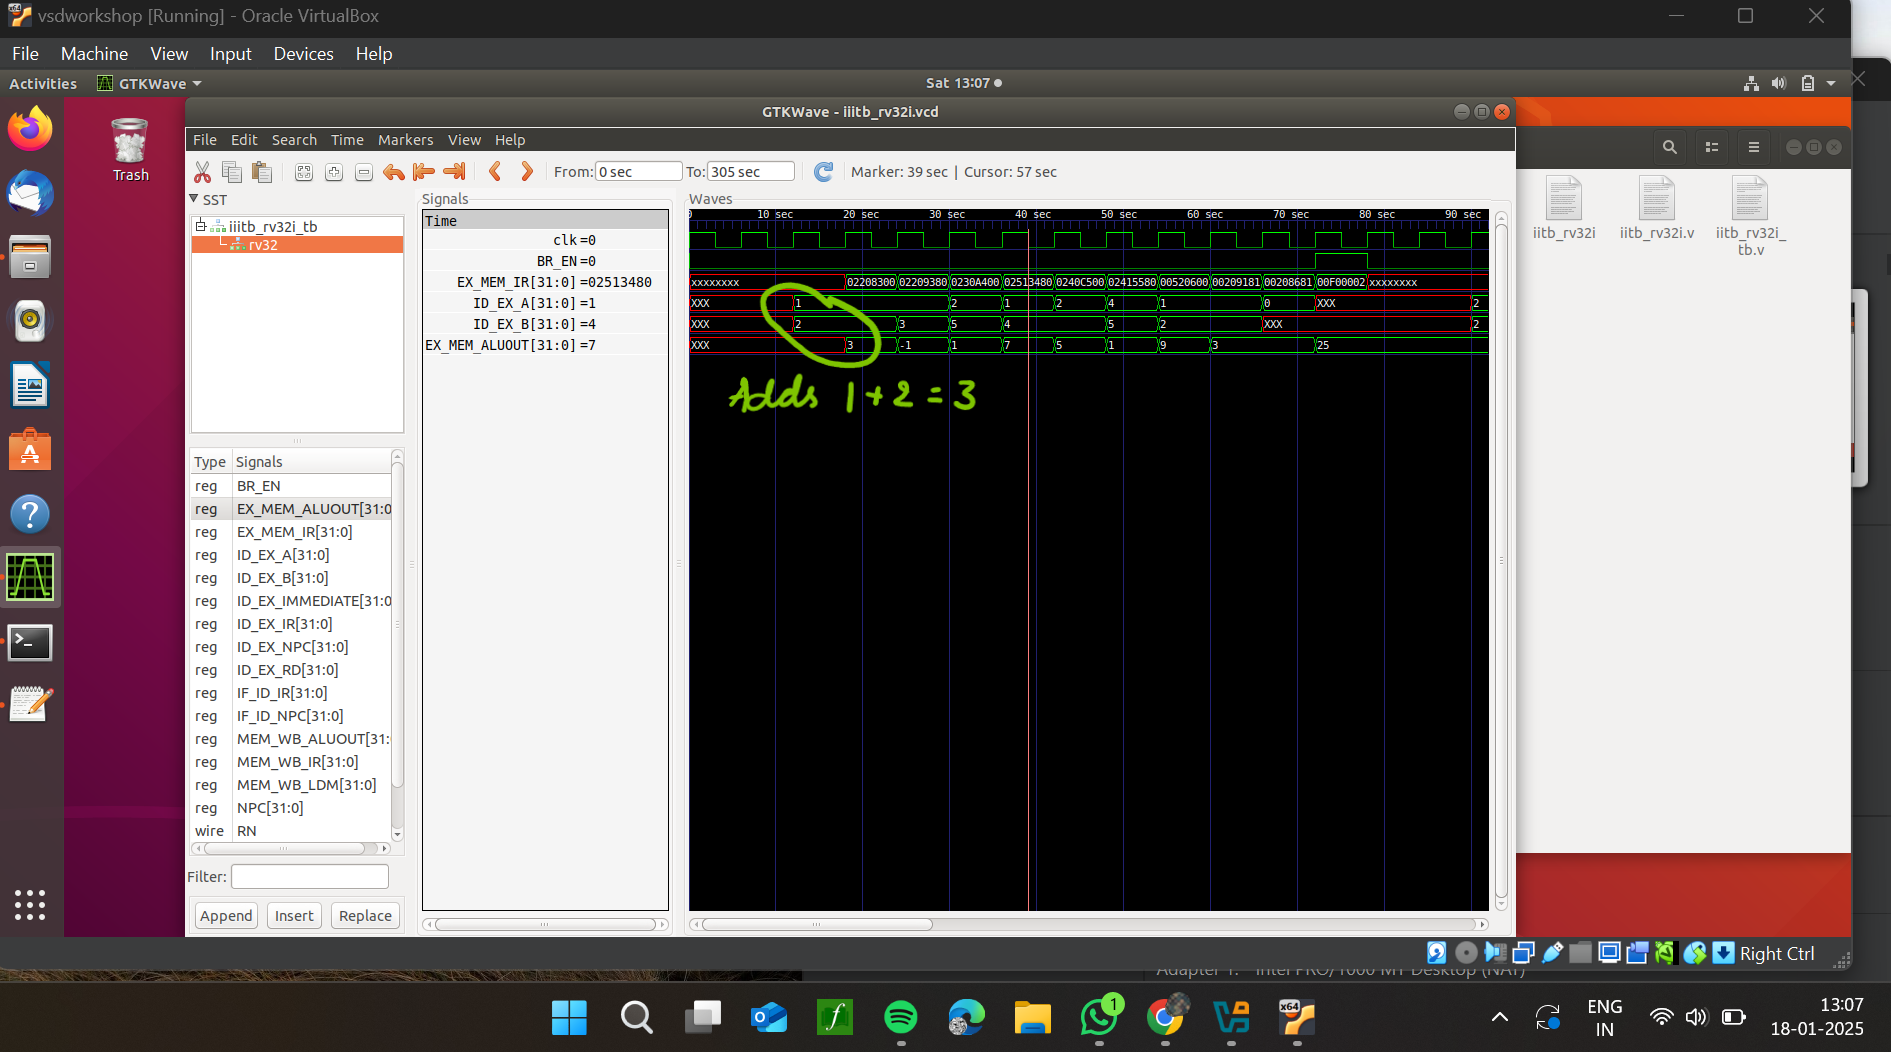 vsdworkshop [Running] - Oracle VirtualBox
File Machine View Input Devices Help
Activities GTKWave Sat 13:07
Trash
GTKWave - iiitb_rv32i.vcd
File Edit Search Time Markers View Help
From: 0 sec To: 305 sec Marker: 39 sec | Cursor: 57 sec
SST
iiitb_rv32i_tb
rv32
Type Signals
reg BR_EN
reg EX_MEM_ALUOUT[31:0
reg EX_MEM_IR[31:0]
reg ID_EX_A[31:0]
reg ID_EX_B[31:0]
reg ID_EX_IMMEDIATE[31:0
reg ID_EX_IR[31:0]
reg ID_EX_NPC[31:0]
reg ID_EX_RD[31:0]
reg IF_ID_IR[31:0]
reg IF_ID_NPC[31:0]
reg MEM_WB_ALUOUT[31:
reg MEM_WB_IR[31:0]
reg MEM_WB_LDM[31:0]
reg NPC[31:0]
wire RN
Filter:
Append Insert Replace
Signals
Time
clk =0
BR_EN =0
EX_MEM_IR[31:0] =02513480
ID_EX_A[31:0] =1
ID_EX_B[31:0] =4
EX_MEM_ALUOUT[31:0] =7
Waves
0 10 sec 20 sec 30 sec 40 sec 50 sec 60 sec 70 sec 80 sec 90 sec
xxxxxxxx 02208300 02209380 0230A400 02513480 0240C500 02415580 00520600 00209181 00208681 00F00002 xxxxxxxx
XXX 1 2 1 2 4 1 0 XXX 2
XXX 2 3 5 4 5 2 XXX 2
XXX 3 -1 1 7 5 1 9 3 25
Adds 1+2=3
iitb_rv32i iitb_rv32i.v iitb_rv32i_
tb.v
Right Ctrl
Adapter 1: Intel PRO/1000 MT Desktop (NAT)
x64
1
ENG
IN
13:07
18-01-2025